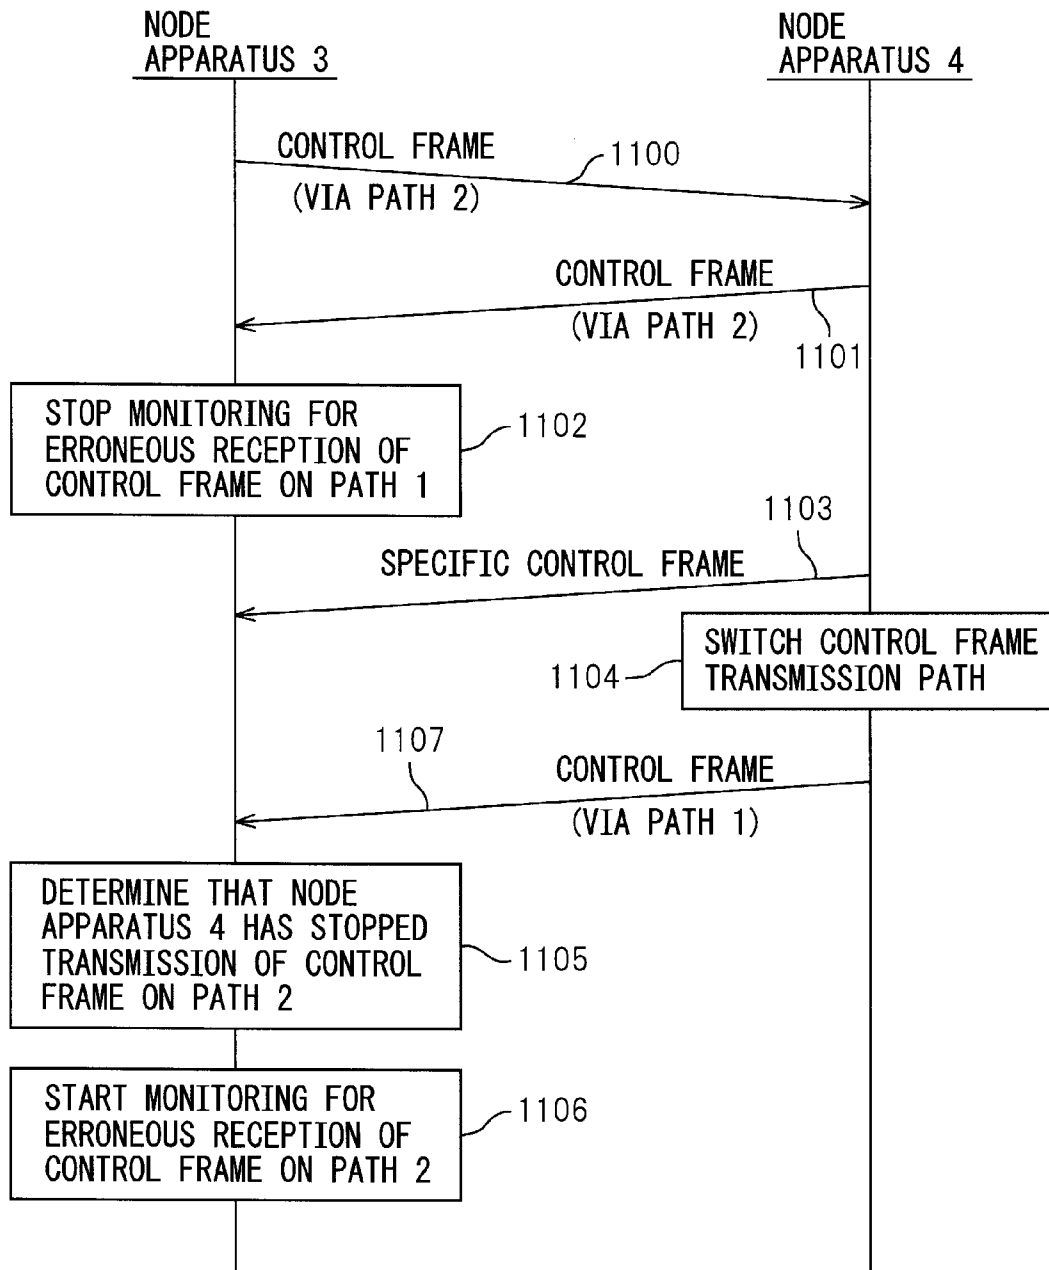 NODE
APPARATUS 3
NODE
APPARATUS 4
CONTROL FRAME
1100
(VIA PATH 2)
CONTROL FRAME
(VIA PATH 2)
1101
STOP MONITORING FOR
ERRONEOUS RECEPTION OF
CONTROL FRAME ON PATH 1
1102
1103
SPECIFIC CONTROL FRAME
SWITCH CONTROL FRAME
TRANSMISSION PATH
1104
1107
CONTROL FRAME
(VIA PATH 1)
DETERMINE THAT NODE
APPARATUS 4 HAS STOPPED
TRANSMISSION OF CONTROL
FRAME ON PATH 2
1105
START MONITORING FOR
ERRONEOUS RECEPTION OF
CONTROL FRAME ON PATH 2
1106